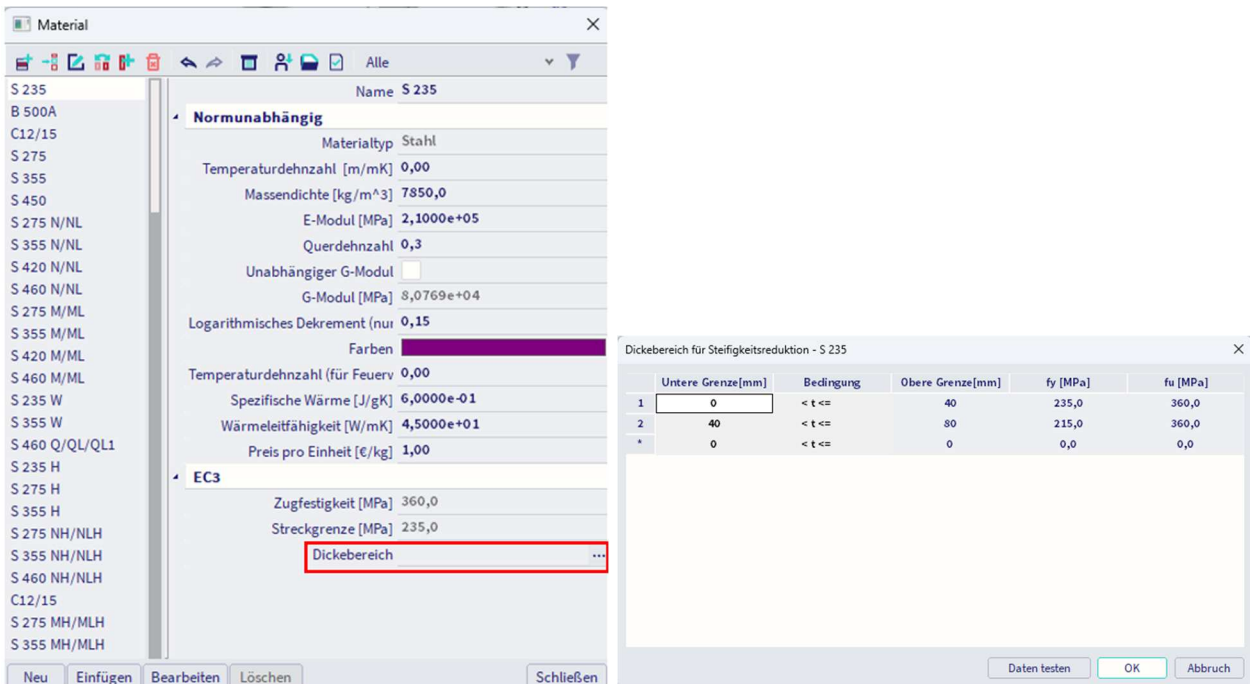 Material
Alle
S 235
B 500A
C12/15
S 275
S 355
S 450
S 275 N/NL
S 355 N/NL
S 420 N/NL
S 460 N/NL
S 275 M/ML
S 355 M/ML
S 420 M/ML
S 460 M/ML
S 235 W
S 355 W
S 460 Q/QL/QL1
S 235 H
S 275 H
S 355 H
S 275 NH/NLH
S 355 NH/NLH
S 460 NH/NLH
C12/15
S 275 MH/MLH
S 355 MH/MLH
Name S 235
Normunabhängig
Materialtyp Stahl
Temperaturdehnzahl [m/mK] 0,00
Massendichte [kg/m^3] 7850,0
E-Modul [MPa] 2,1000e+05
Querdehnzahl 0,3
Unabhängiger G-Modul
G-Modul [MPa] 8,0769e+04
Logarithmisches Dekrement (nur 0,15
Farben
Temperaturdehnzahl (für Feuerv 0,00
Spezifische Wärme [J/gK] 6,0000e-01
Wärmeleitfähigkeit [W/mK] 4,5000e+01
Preis pro Einheit [€/kg] 1,00
EC3
Zugfestigkeit [MPa] 360,0
Streckgrenze [MPa] 235,0
Dickebereich ...
Neu Einfügen Bearbeiten Löschen Schließen
Dickebereich für Steifigkeitsreduktion - S 235
Untere Grenze[mm] Bedingung Obere Grenze[mm] fy [MPa] fu [MPa]
1 0 < t <= 40 235,0 360,0
2 40 < t <= 80 215,0 360,0
* 0 < t <= 0 0,0 0,0
Daten testen OK Abbruch